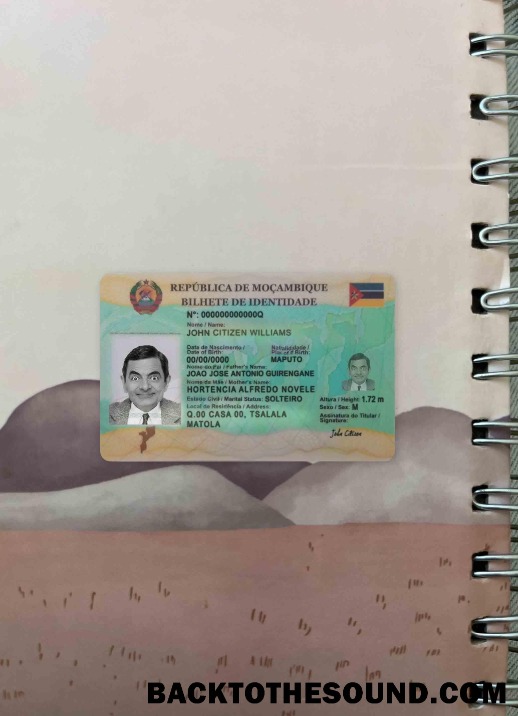 REPÚBLICA DE MOÇAMBIQUE
BILHETE DE IDENTIDADE
Nº: 000000000000Q
Nome / Name:
JOHN CITIZEN WILLIAMS
Data de Nascimento / Naturalidade /
Date of Birth: Place of Birth:
00/00/0000 MAPUTO
Nome do Pai / Father's Name:
JOAO JOSE ANTONIO GUIRENGANE
Nome da Mãe / Mother's Name:
HORTENCIA ALFREDO NOVELE
Estado Civil / Marital Status: SOLTEIRO
Altura / Height: 1.72 m
Local de Residência / Address:
Sexo / Sex: M
Q.00 CASA 00, TSALALA
MATOLA
Assinatura do Titular /
Signature:
John Citizen
BACKTOTHESOUND.COM